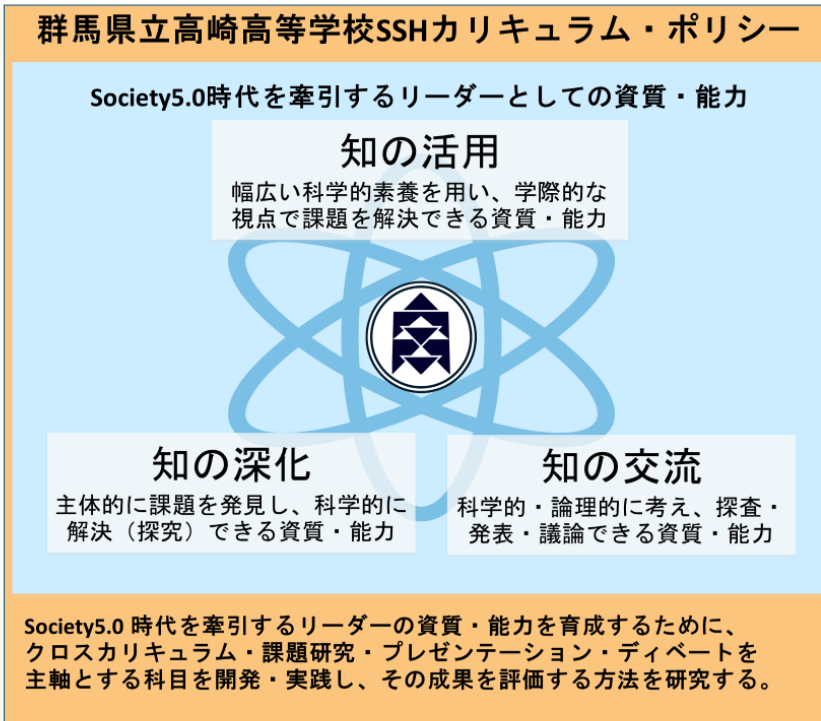 群馬県立高崎高等学校SSHカリキュラム・ポリシー
Society5.0時代を牽引するリーダーとしての資質・能力
知の活用
幅広い科学的素養を用い、学際的な
視点で課題を解決できる資質・能力
知の深化
主体的に課題を発見し、科学的に
解決（探究）できる資質・能力
知の交流
科学的・論理的に考え、探査・
発表・議論できる資質・能力
Society5.0 時代を牽引するリーダーの資質・能力を育成するために、
クロスカリキュラム・課題研究・プレゼンテーション・ディベートを
主軸とする科目を開発・実践し、その成果を評価する方法を研究する。